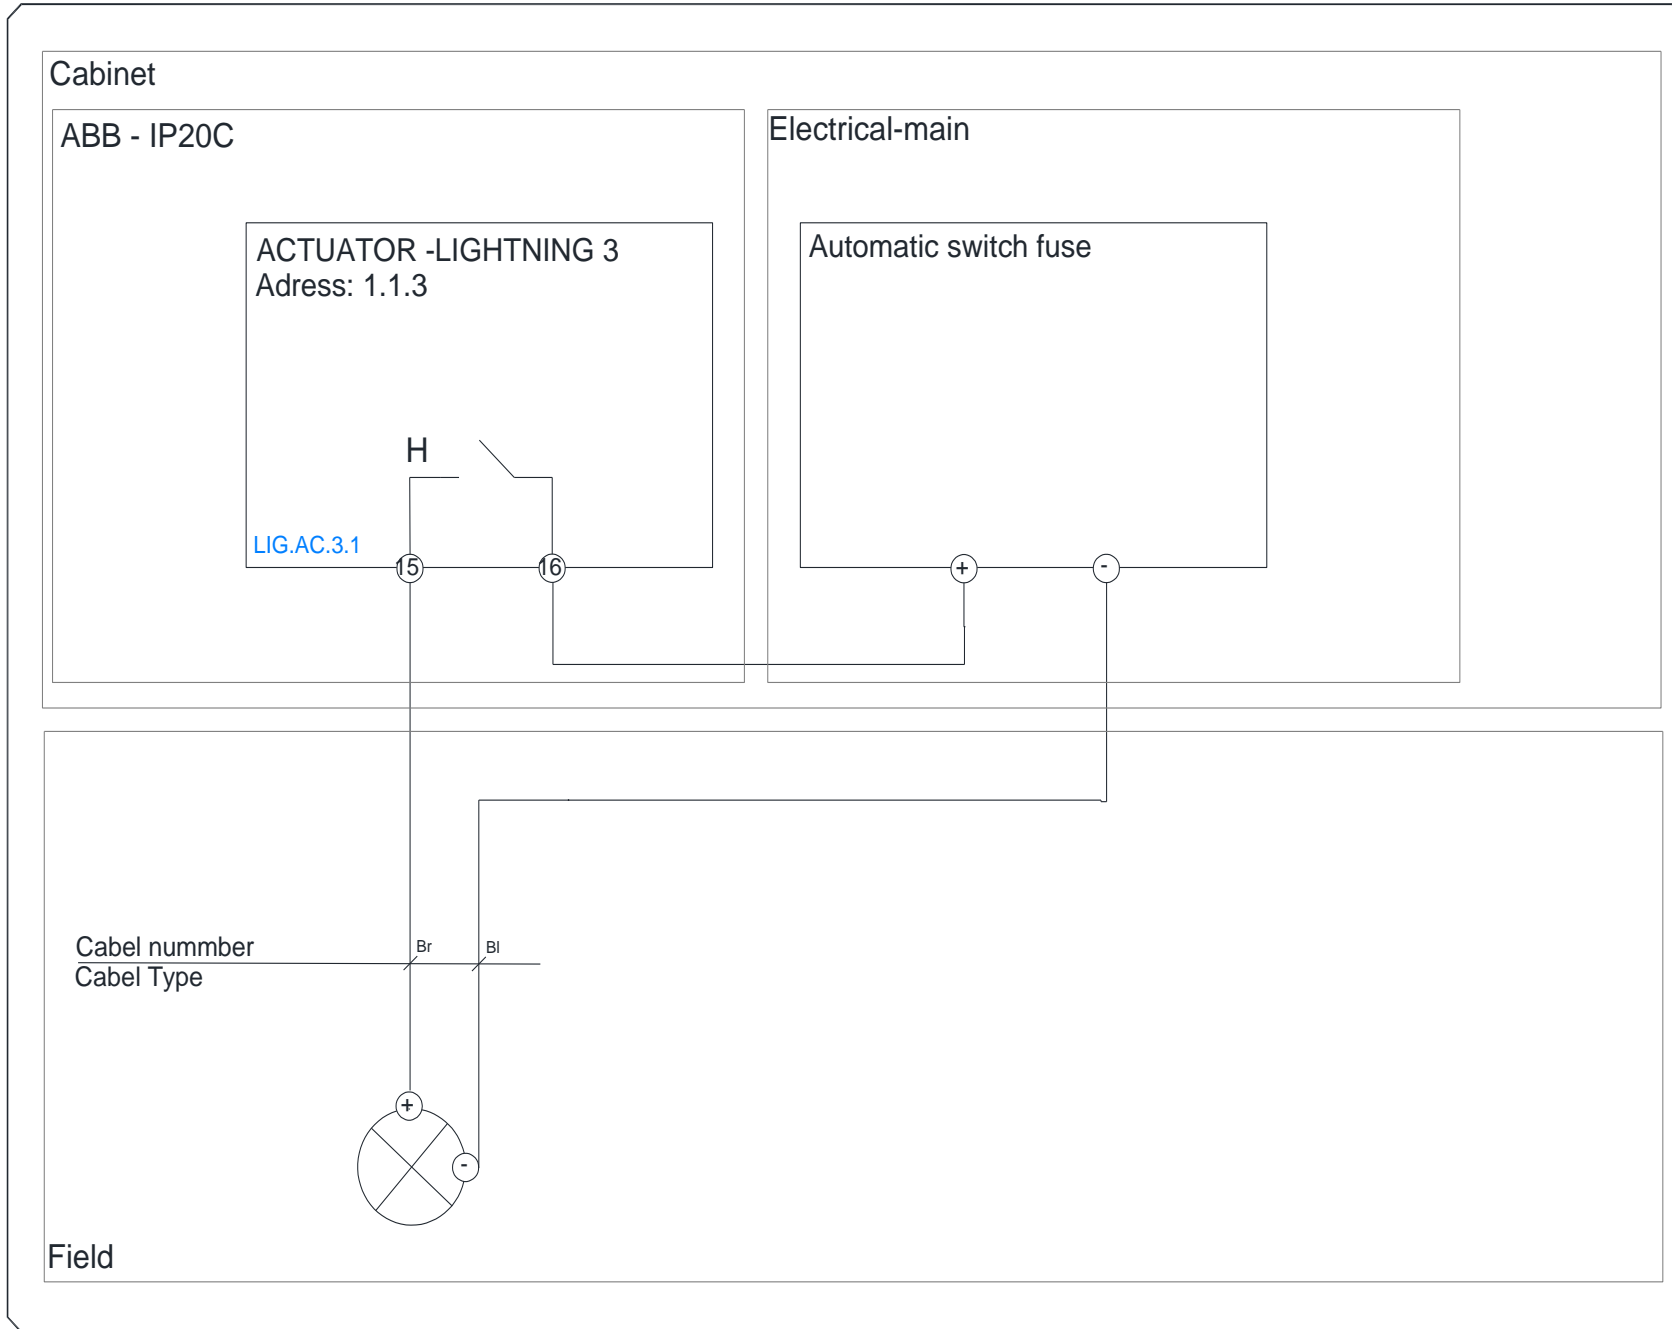 Cabinet
ABB - IP20C
Electrical-main
ACTUATOR -LIGHTNING 3
Adress: 1.1.3
Automatic switch fuse
H
LIG.AC.3.1
15
16
+
-
Cabel nummber
Br
Bl
Cabel Type
+
-
Field